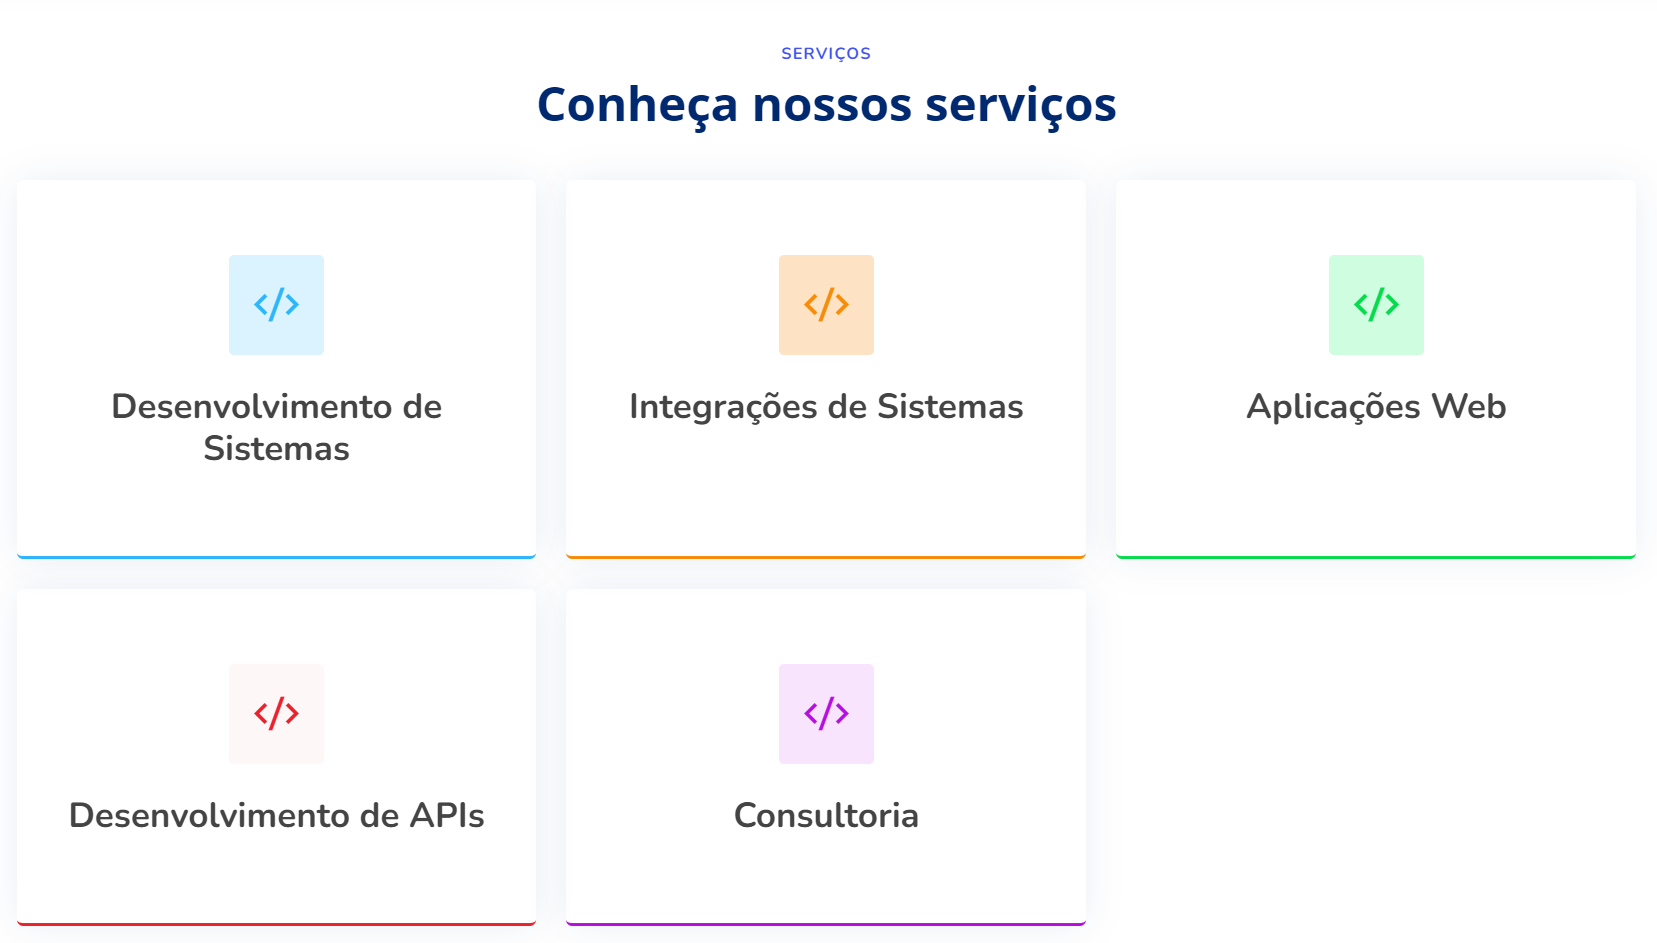 SERVIÇOS
Conheça nossos serviços
</>
</>
</>
Desenvolvimento de
Sistemas
Integrações de Sistemas
Aplicações Web
</>
</>
Desenvolvimento de APIs
Consultoria